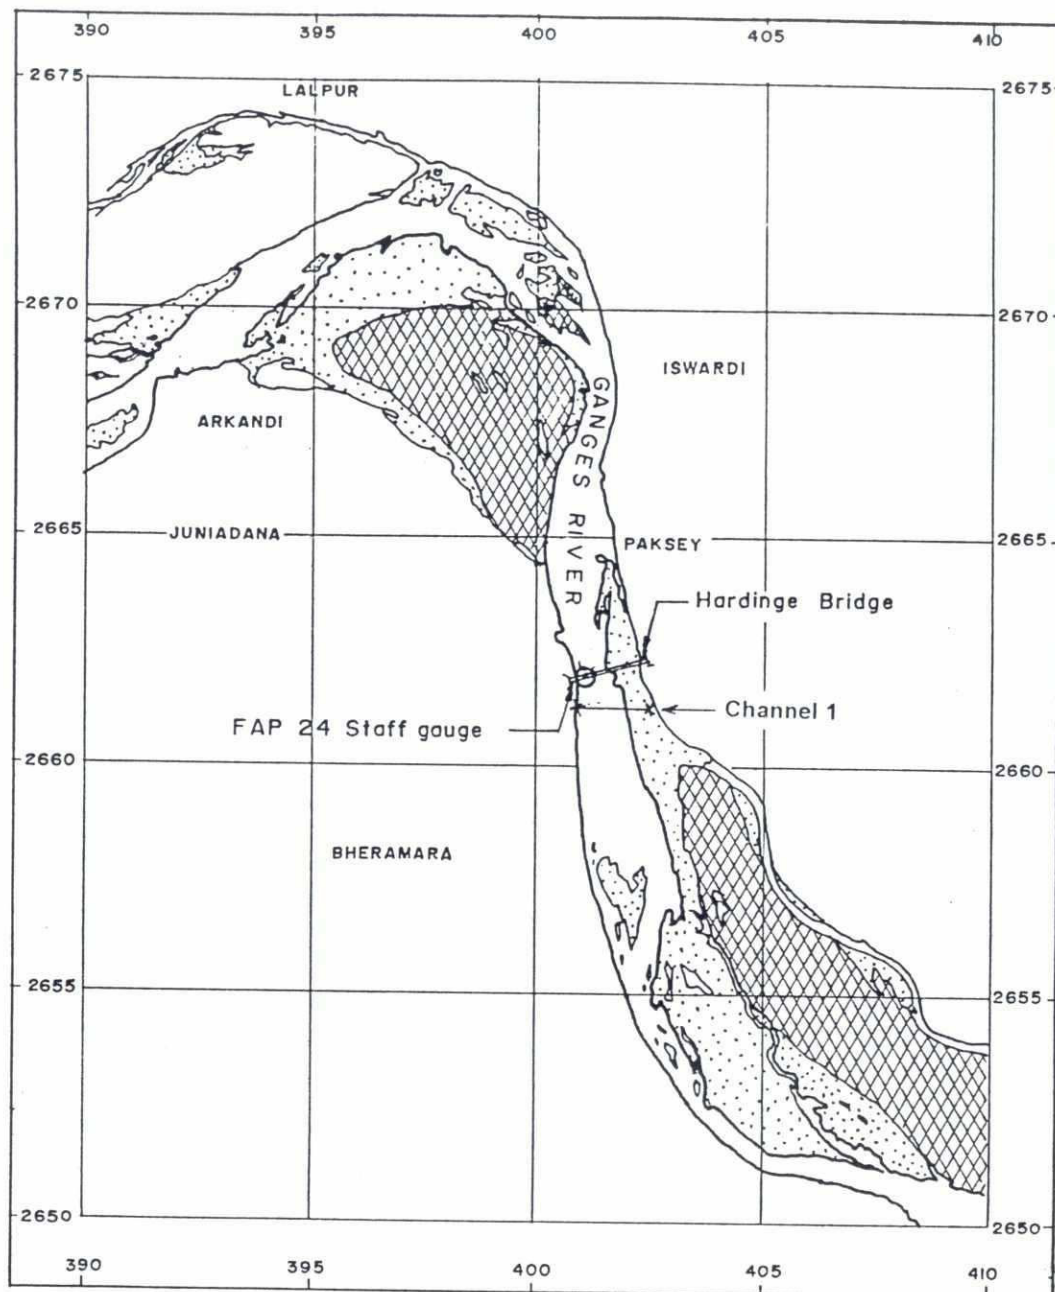 390 395 400 405 410
2675 2675
LALPUR
2670 2670
ISWARDI
ARKANDI
GANGES RIVER
2665 JUNIADANA PAKSEY 2665
Hardinge Bridge
FAP 24 Staff gauge Channel 1
2660 2660
BHERAMARA
2655 2655
2650 2650
390 395 400 405 410